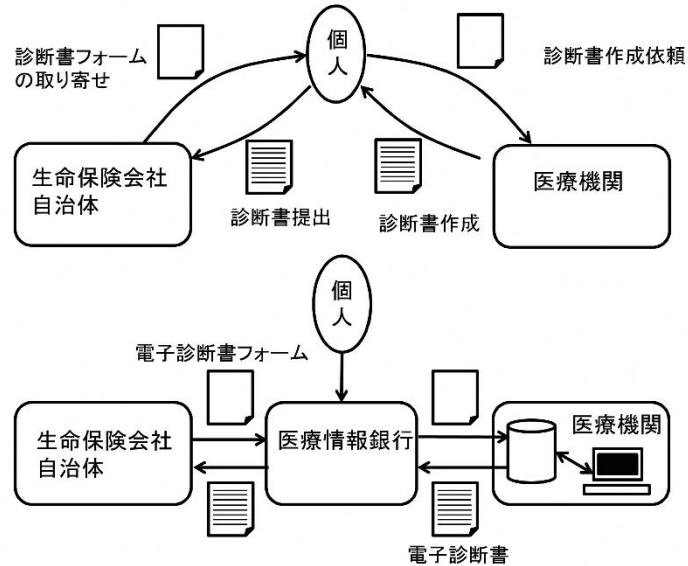 個
人
診断書フォーム
の取り寄せ
診断書作成依頼
生命保険会社
自治体
医療機関
診断書提出
診断書作成
個
人
電子診断書フォーム
生命保険会社
自治体
医療情報銀行
医療機関
電子診断書